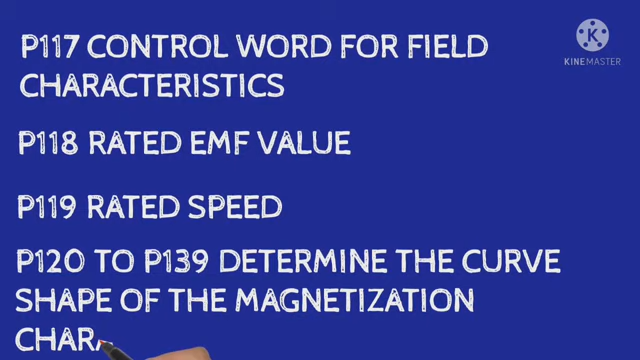 P117 CONTROL WORD FOR FIELD
CHARACTERISTICS
K
KINEMASTER
P118 RATED EMF VALUE
P119 RATED SPEED
P120 TO P139 DETERMINE THE CURVE
SHAPE OF THE MAGNETIZATION
CHARA